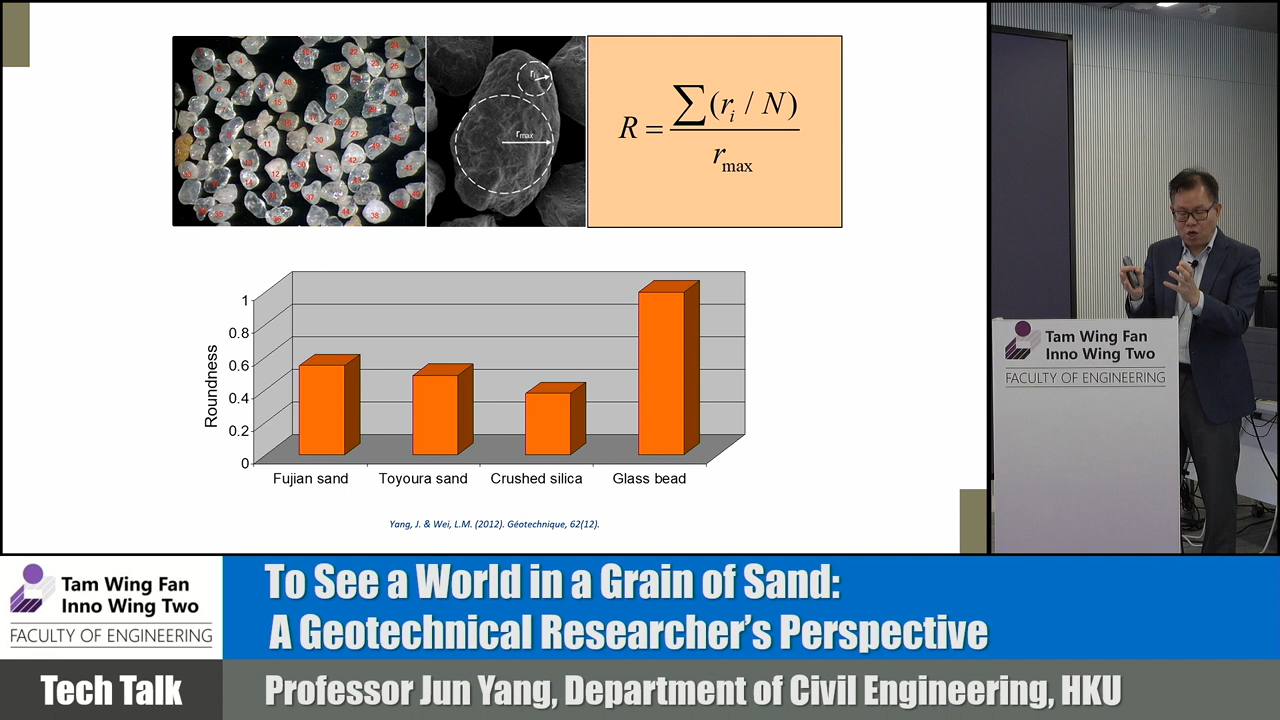 rᵢ
r_max
R = ∑(rᵢ / N) / r_max
1
0.8
0.6
0.4
0.2
0
Roundness
Fujian sand Toyoura sand Crushed silica Glass bead
Yang, J. & Wei, L.M. (2012). Géotechnique, 62(12).
Tam Wing Fan
Inno Wing Two
FACULTY OF ENGINEERING
Tam Wing Fan
Inno Wing Two
FACULTY OF ENGINEERING
To See a World in a Grain of Sand:
A Geotechnical Researcher's Perspective
Tech Talk
Professor Jun Yang, Department of Civil Engineering, HKU